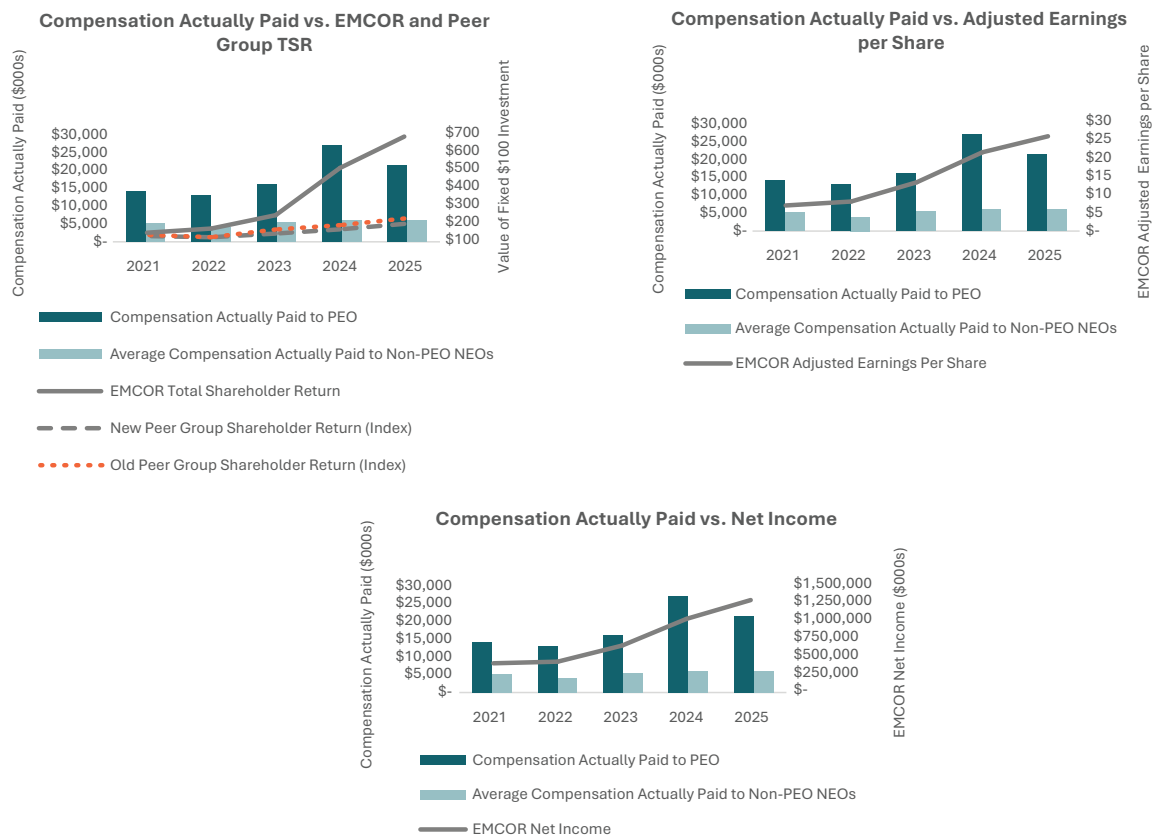 Compensation Actually Paid vs. EMCOR and Peer
Group TSR
Compensation Actually Paid ($000s)
$30,000
$25,000
$20,000
$15,000
$10,000
$5,000
$-
$700
$600
$500
$400
$300
$200
$100
Value of Fixed $100 Investment
2021 2022 2023 2024 2025
Compensation Actually Paid to PEO
Average Compensation Actually Paid to Non-PEO NEOs
EMCOR Total Shareholder Return
New Peer Group Shareholder Return (Index)
Old Peer Group Shareholder Return (Index)
Compensation Actually Paid vs. Adjusted Earnings
per Share
Compensation Actually Paid ($000s)
$30,000
$25,000
$20,000
$15,000
$10,000
$5,000
$-
$30
$25
$20
$15
$10
$5
$-
EMCOR Adjusted Earnings per Share
2021 2022 2023 2024 2025
Compensation Actually Paid to PEO
Average Compensation Actually Paid to Non-PEO NEOs
EMCOR Adjusted Earnings Per Share
Compensation Actually Paid vs. Net Income
Compensation Actually Paid ($000s)
$30,000
$25,000
$20,000
$15,000
$10,000
$5,000
$-
$1,500,000
$1,250,000
$1,000,000
$750,000
$500,000
$250,000
$-
EMCOR Net Income ($000s)
2021 2022 2023 2024 2025
Compensation Actually Paid to PEO
Average Compensation Actually Paid to Non-PEO NEOs
EMCOR Net Income